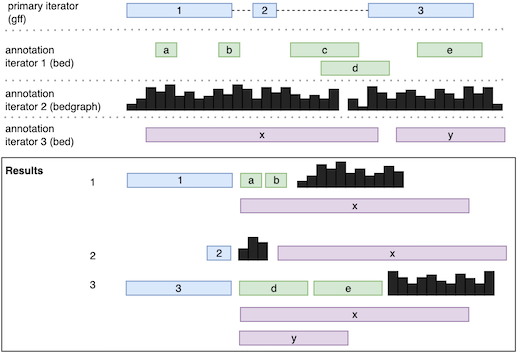 primary iterator
(gff)
1 2 3
annotation
iterator 1 (bed)
a b c e
d
annotation
iterator 2 (bedgraph)
annotation
iterator 3 (bed)
x y
Results
1 1 a b
x
2 2 x
3 3 d e
x
y